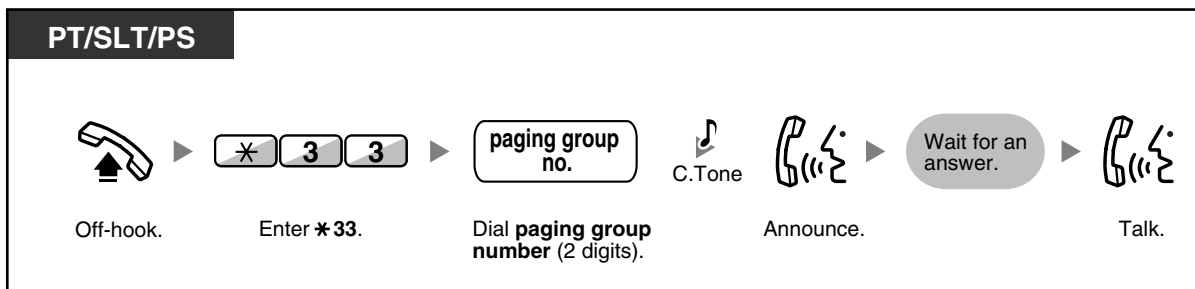 PT/SLT/PS
* 3 3
paging group
no.
C.Tone
Wait for an
answer.
Off-hook.
Enter *33.
Dial paging group
number (2 digits).
Announce.
Talk.